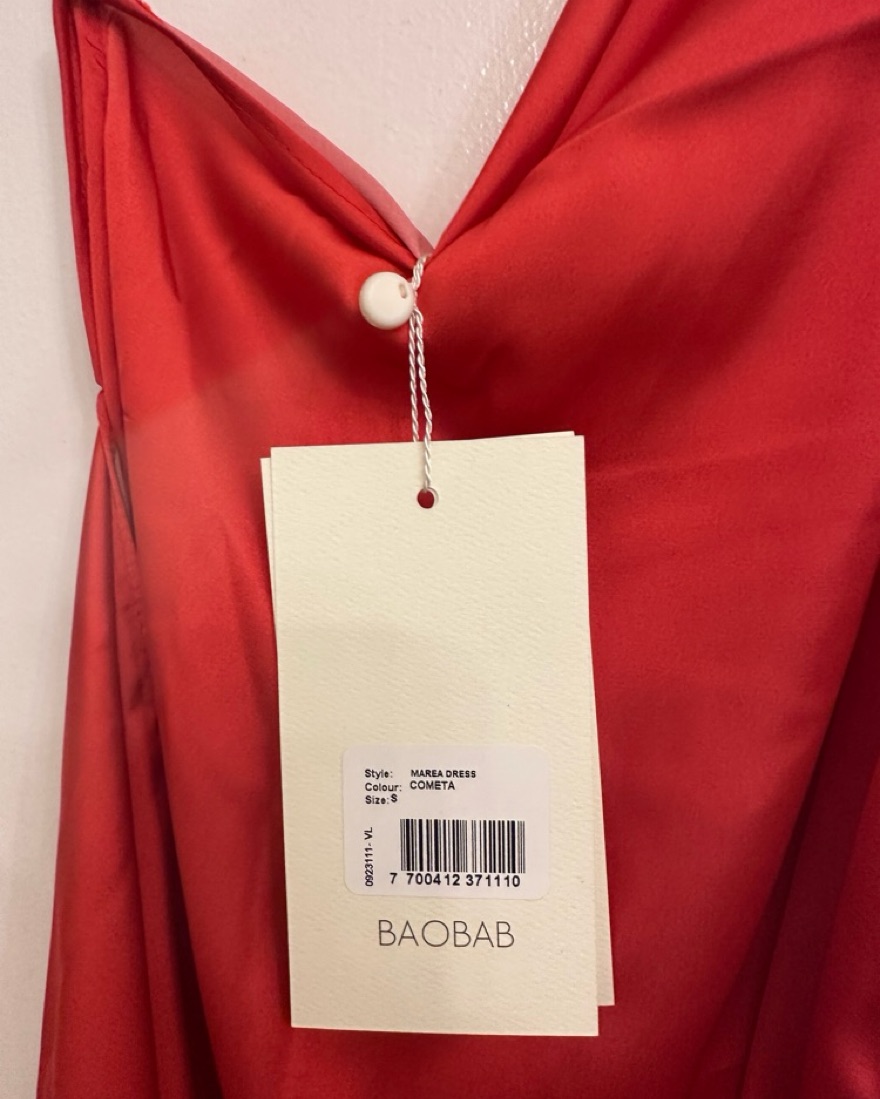 Style: MAREA DRESS
Colour: COMETA
Size: S
0923111- VL
7 700412 371110
BAOBAB